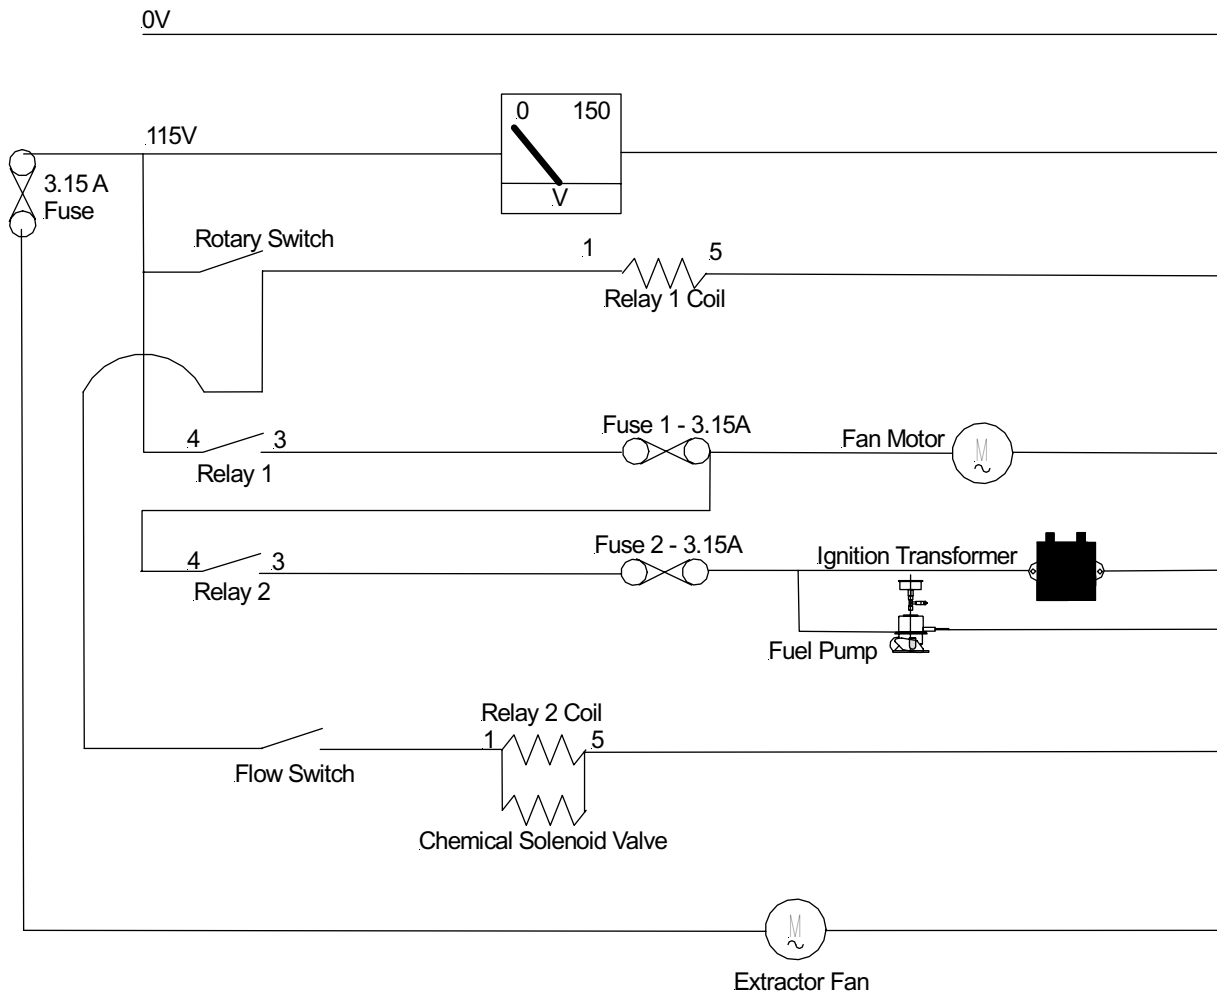 0V
0 150
115V
V
3.15 A
Fuse
Rotary Switch
1 5
Relay 1 Coil
Fuse 1 - 3.15A
Fan Motor
4 3
M
Relay 1
Fuse 2 - 3.15A
Ignition Transformer
4 3
Relay 2
Fuel Pump
Relay 2 Coil
1 5
Flow Switch
Chemical Solenoid Valve
M
Extractor Fan